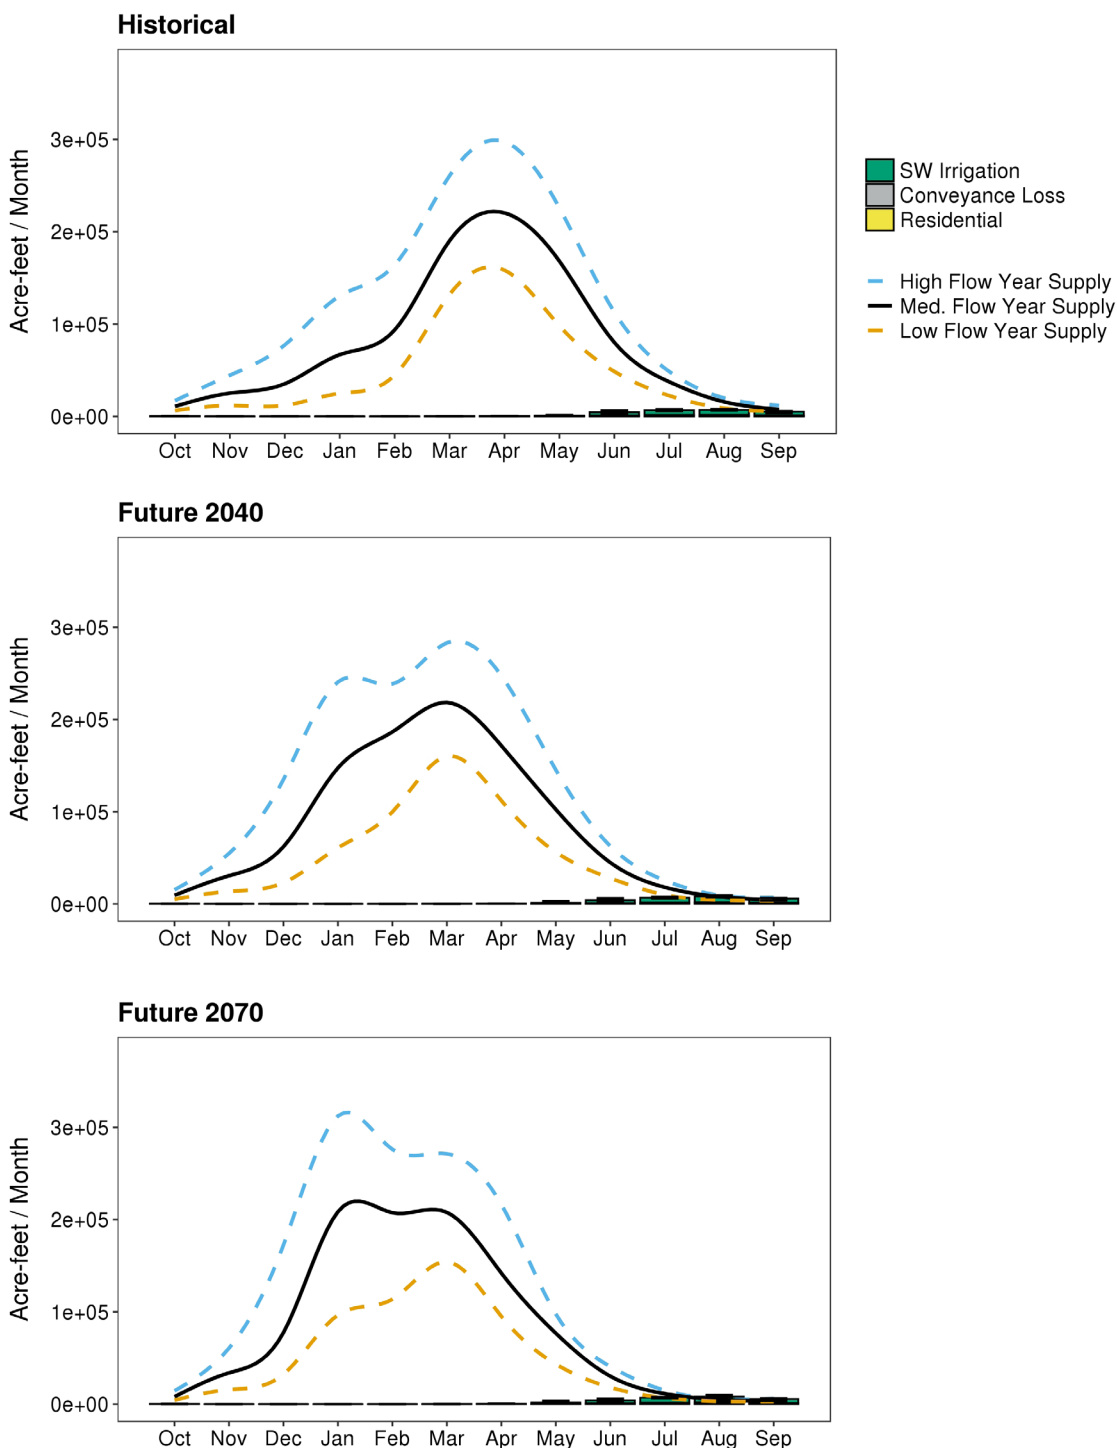 Historical
Acre-feet / Month
3e+05
2e+05
1e+05
0e+00
Oct Nov Dec Jan Feb Mar Apr May Jun Jul Aug Sep
SW Irrigation
Conveyance Loss
Residential
High Flow Year Supply
Med. Flow Year Supply
Low Flow Year Supply
Future 2040
Acre-feet / Month
3e+05
2e+05
1e+05
0e+00
Oct Nov Dec Jan Feb Mar Apr May Jun Jul Aug Sep
Future 2070
Acre-feet / Month
3e+05
2e+05
1e+05
0e+00
Oct Nov Dec Jan Feb Mar Apr May Jun Jul Aug Sep